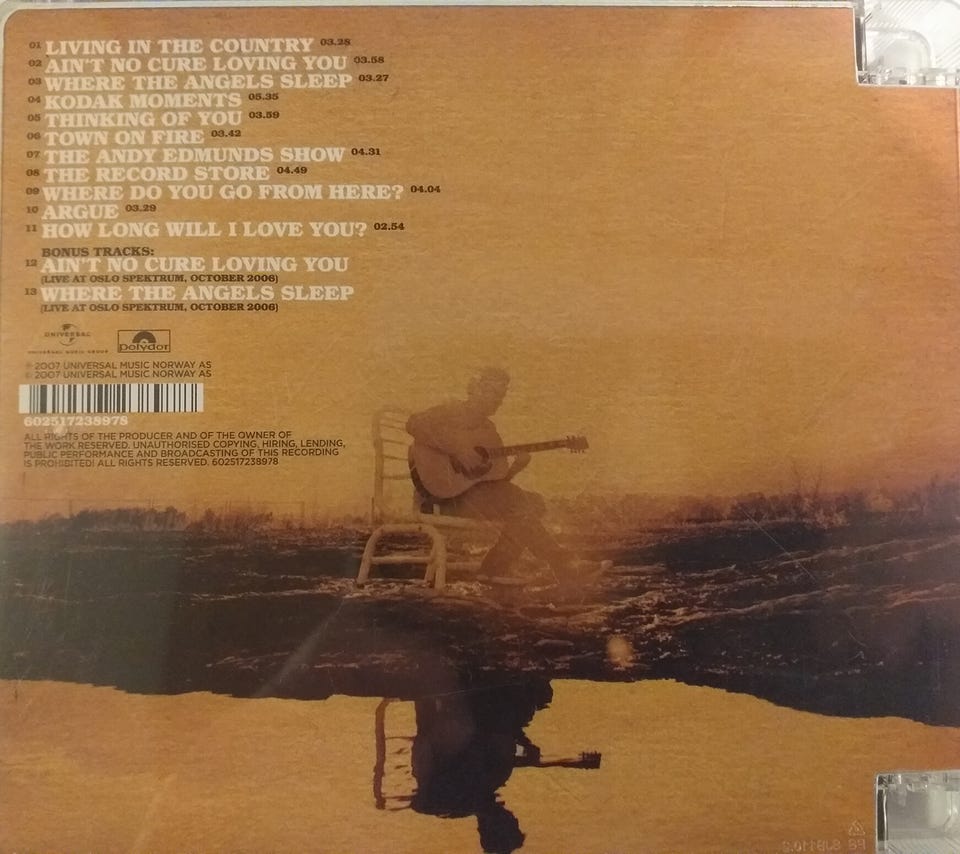 01 LIVING IN THE COUNTRY 03.28
02 AIN'T NO CURE LOVING YOU 03.58
03 WHERE THE ANGELS SLEEP 03.27
04 KODAK MOMENTS 05.35
05 THINKING OF YOU 03.59
06 TOWN ON FIRE 03.42
07 THE ANDY EDMUNDS SHOW 04.31
08 THE RECORD STORE 04.49
09 WHERE DO YOU GO FROM HERE? 04.04
10 ARGUE 03.29
11 HOW LONG WILL I LOVE YOU? 02.54
BONUS TRACKS:
12 AIN'T NO CURE LOVING YOU
(LIVE AT OSLO SPEKTRUM, OCTOBER 2006)
13 WHERE THE ANGELS SLEEP
(LIVE AT OSLO SPEKTRUM, OCTOBER 2006)
UNIVERSAL Polydor
UNIVERSAL MUSIC GROUP
℗ 2007 UNIVERSAL MUSIC NORWAY AS
© 2007 UNIVERSAL MUSIC NORWAY AS
602517238978
ALL RIGHTS OF THE PRODUCER AND OF THE OWNER OF
THE WORK RESERVED. UNAUTHORISED COPYING, HIRING, LENDING,
PUBLIC PERFORMANCE AND BROADCASTING OF THIS RECORDING
IS PROHIBITED! ALL RIGHTS RESERVED. 602517238978